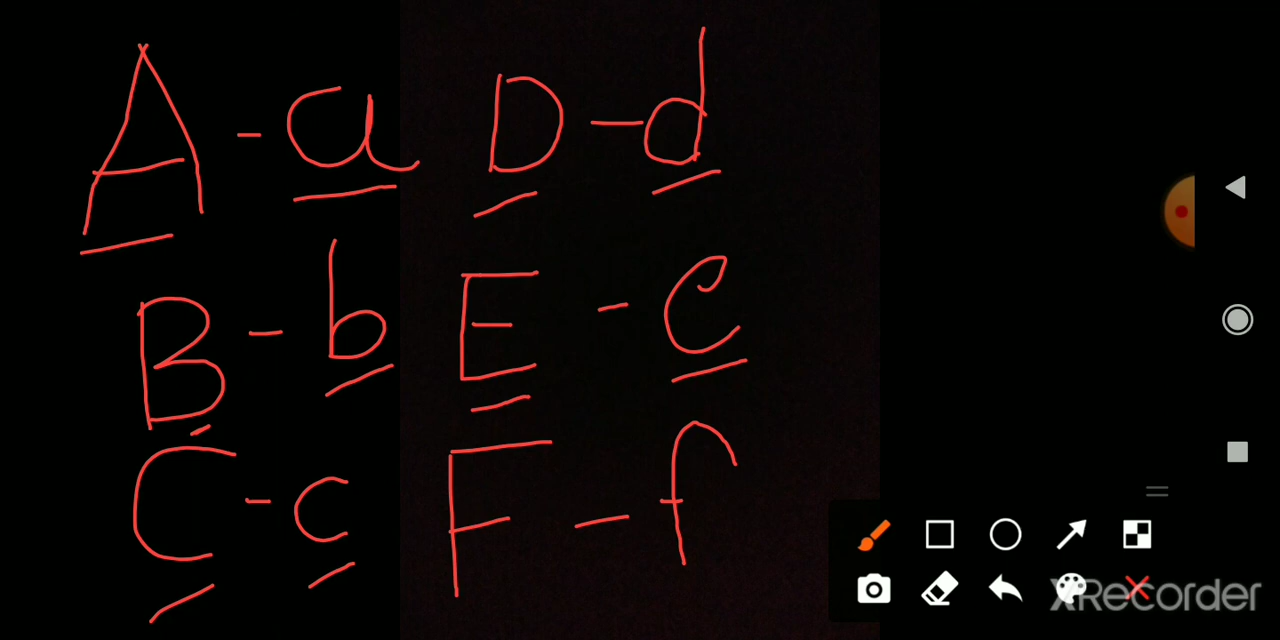 A - a
B - b
C - c
D - d
E - e
F - f
XRecorder